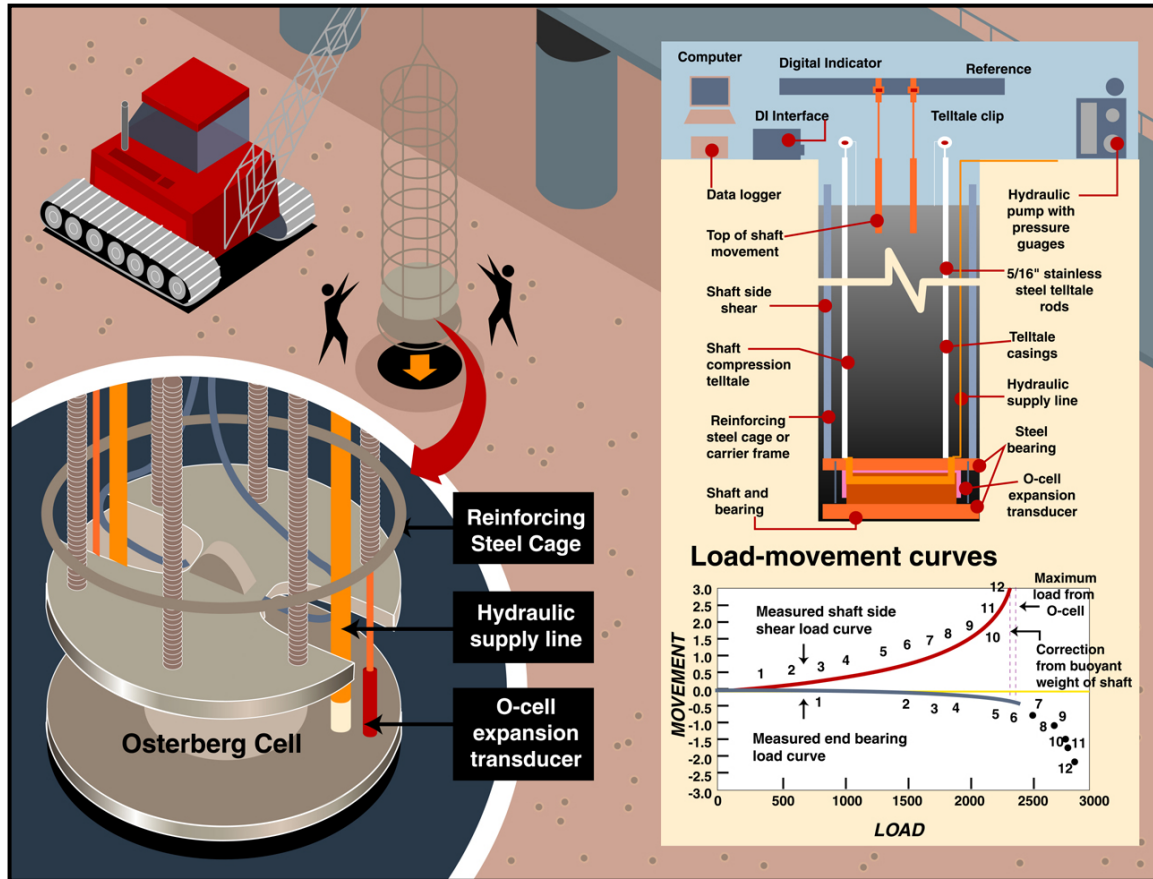 Computer
Digital Indicator
Reference
DI Interface
Telltale clip
Data logger
Hydraulic
pump with
pressure
guages
Top of shaft
movement
5/16" stainless
steel telltale
rods
Shaft side
shear
Telltale
casings
Shaft
compression
telltale
Hydraulic
supply line
Reinforcing
steel cage or
carrier frame
Steel
bearing
Shaft and
bearing
O-cell
expansion
transducer
Reinforcing
Steel Cage
Hydraulic
supply line
O-cell
expansion
transducer
Osterberg Cell
Load-movement curves
Maximum
load from
O-cell
Measured shaft side
shear load curve
Correction
from buoyant
weight of shaft
Measured end bearing
load curve
MOVEMENT
3.0
2.5
2.0
1.5
1.0
0.0
-0.5
-1.0
-1.5
-2.0
-2.5
-3.0
1 2 3 4 5 6 7 8 9 10 11 12
1 2 3 4 5 6 7 8 9 10 11 12
0 500 1000 1500 2000 2500 3000
LOAD